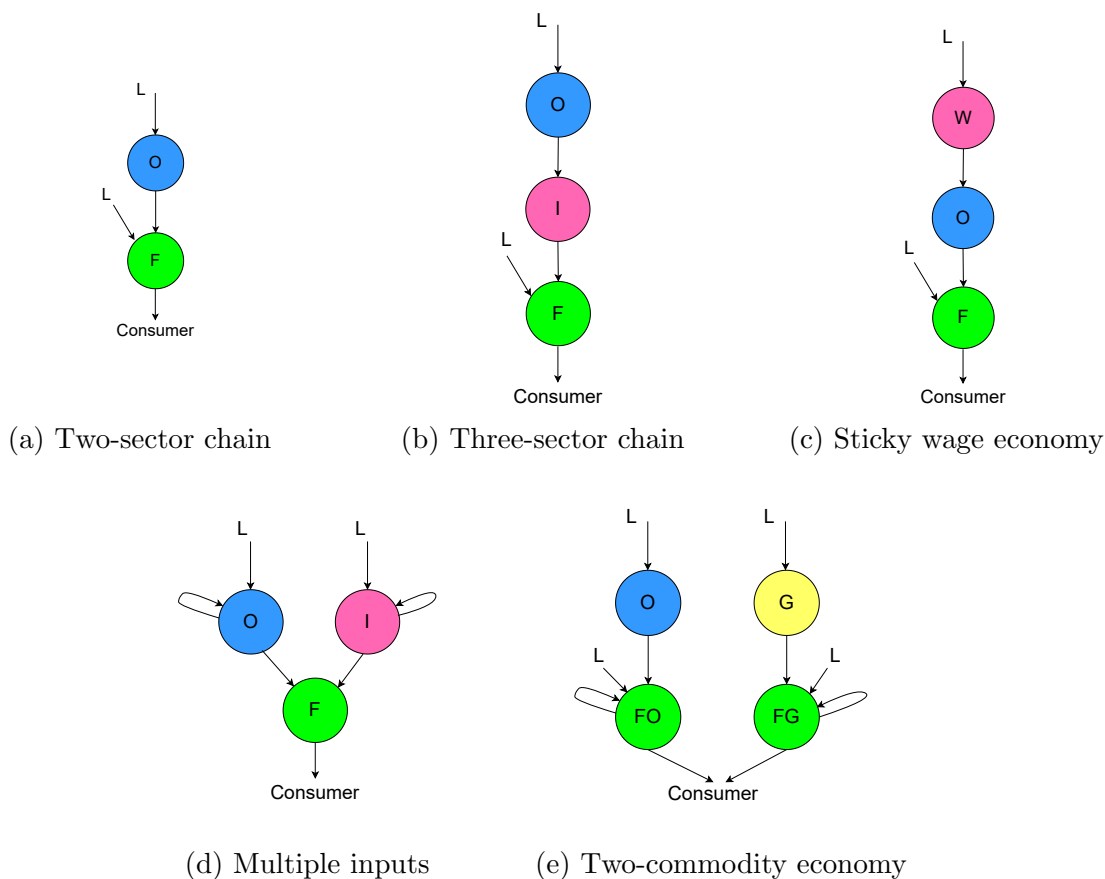 L
O
L
F
Consumer
(a) Two-sector chain
L
O
I
L
F
Consumer
(b) Three-sector chain
L
W
O
L
F
Consumer
(c) Sticky wage economy
L
L
O
I
F
Consumer
(d) Multiple inputs
L
L
O
G
L
L
FO
FG
Consumer
(e) Two-commodity economy